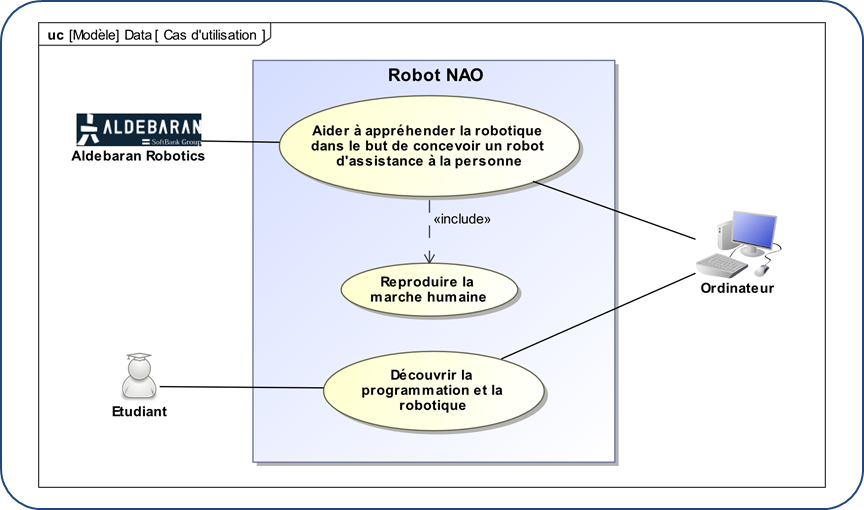 uc [Modèle] Data [ Cas d'utilisation ]
Robot NAO
ALDEBARAN
SoftBank Group
Aldebaran Robotics
Aider à appréhender la robotique
dans le but de concevoir un robot
d'assistance à la personne
«include»
Reproduire la
marche humaine
Ordinateur
Découvrir la
programmation et la
robotique
Etudiant